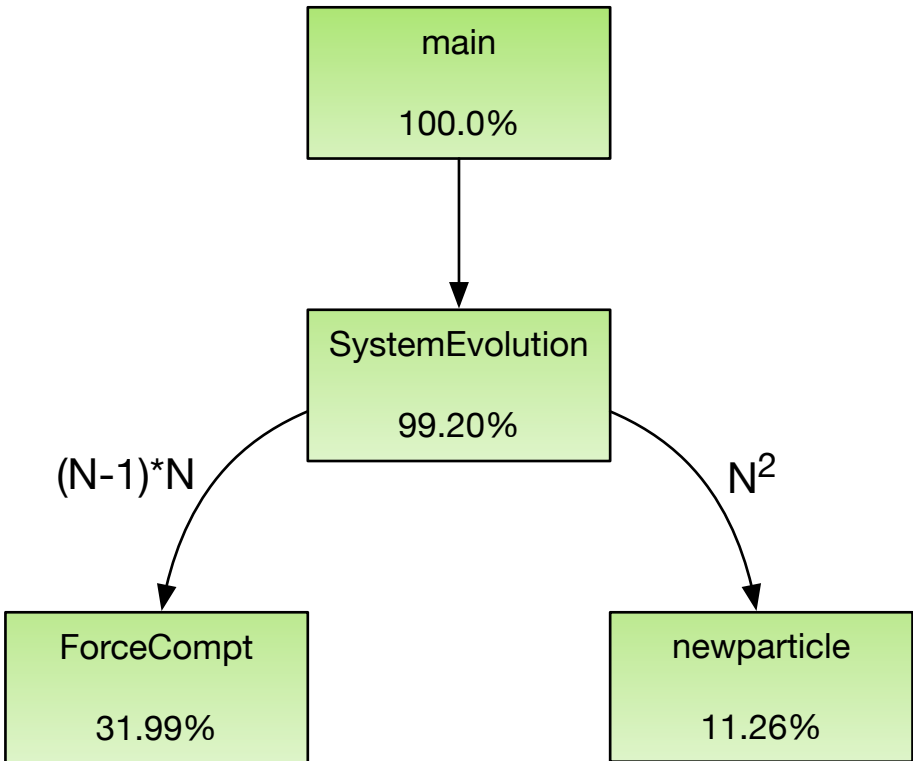 main
100.0%
SystemEvolution
99.20%
(N-1)*N
N²
ForceCompt
31.99%
newparticle
11.26%